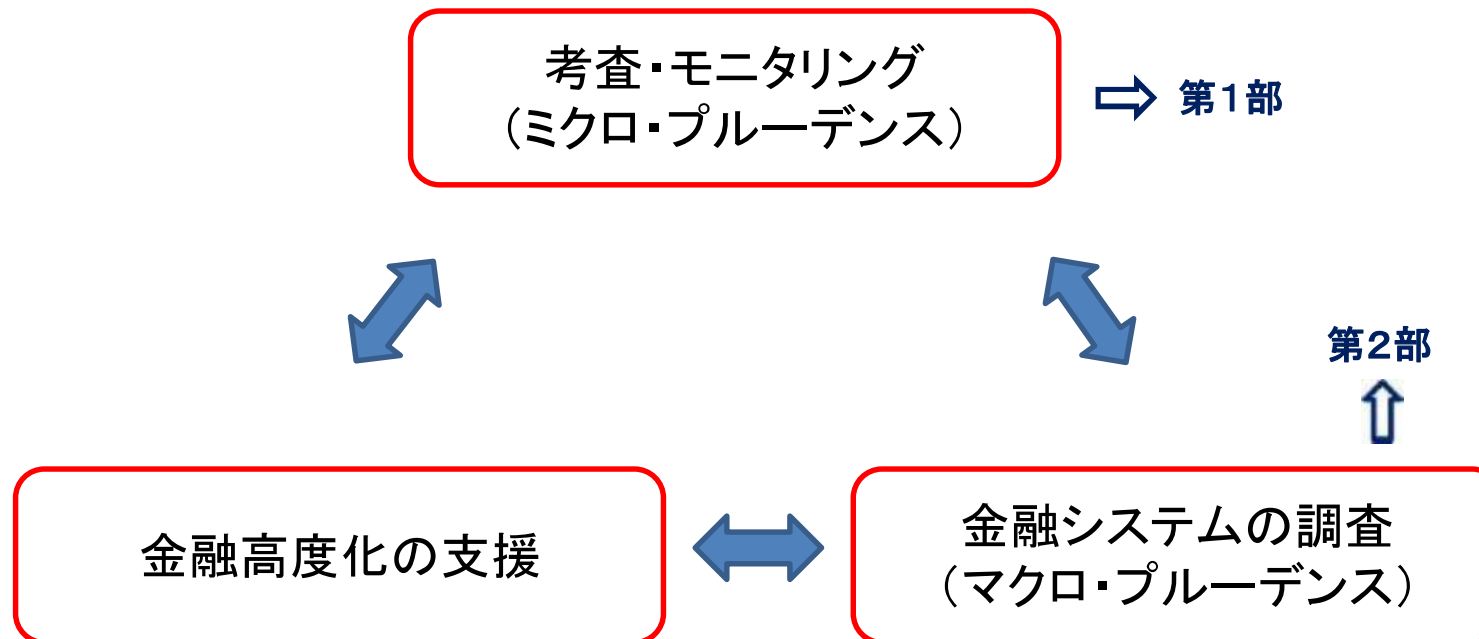 考査・モニタリング
（ミクロ・プルーデンス）
第1部
第2部
金融高度化の支援
金融システムの調査
（マクロ・プルーデンス）